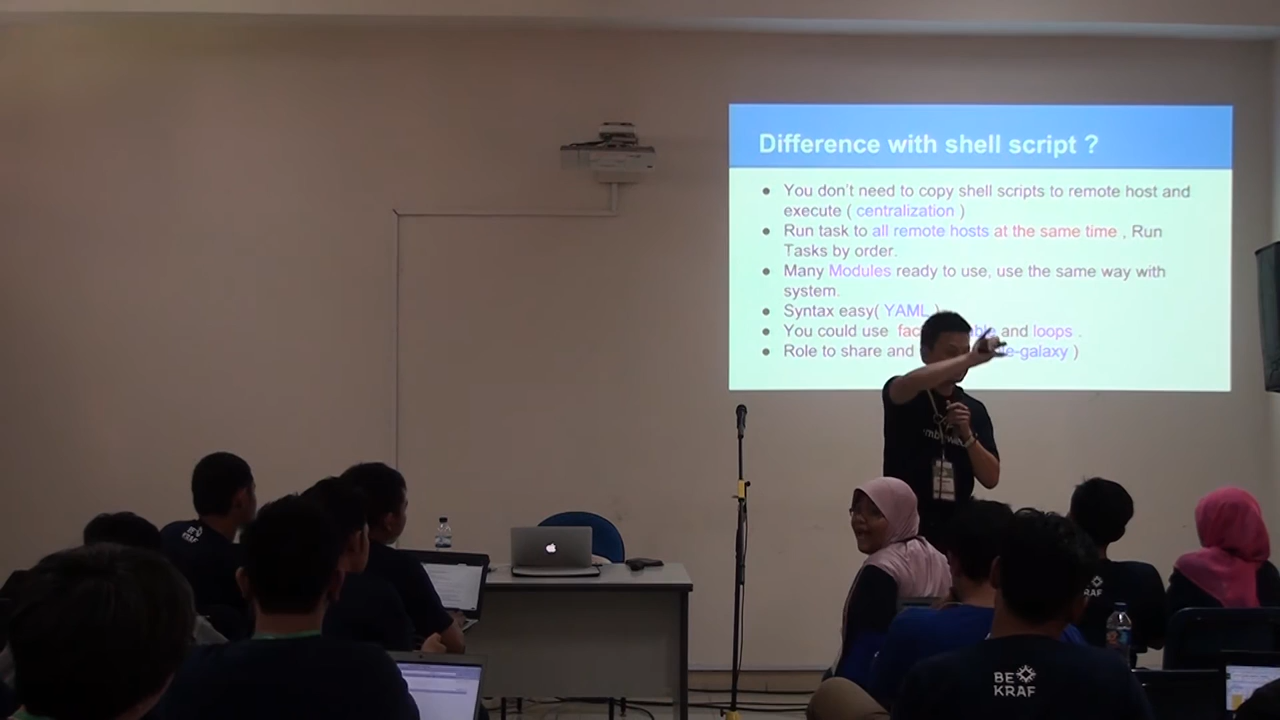 Difference with shell script ?
● You don't need to copy shell scripts to remote host and
execute ( centralization )
● Run task to all remote hosts at the same time , Run
Tasks by order.
● Many Modules ready to use, use the same way with
system.
● Syntax easy( YAML )
● You could use and loops .
● Role to share and -galaxy )
KRAF
KRAF
BE
KRAF